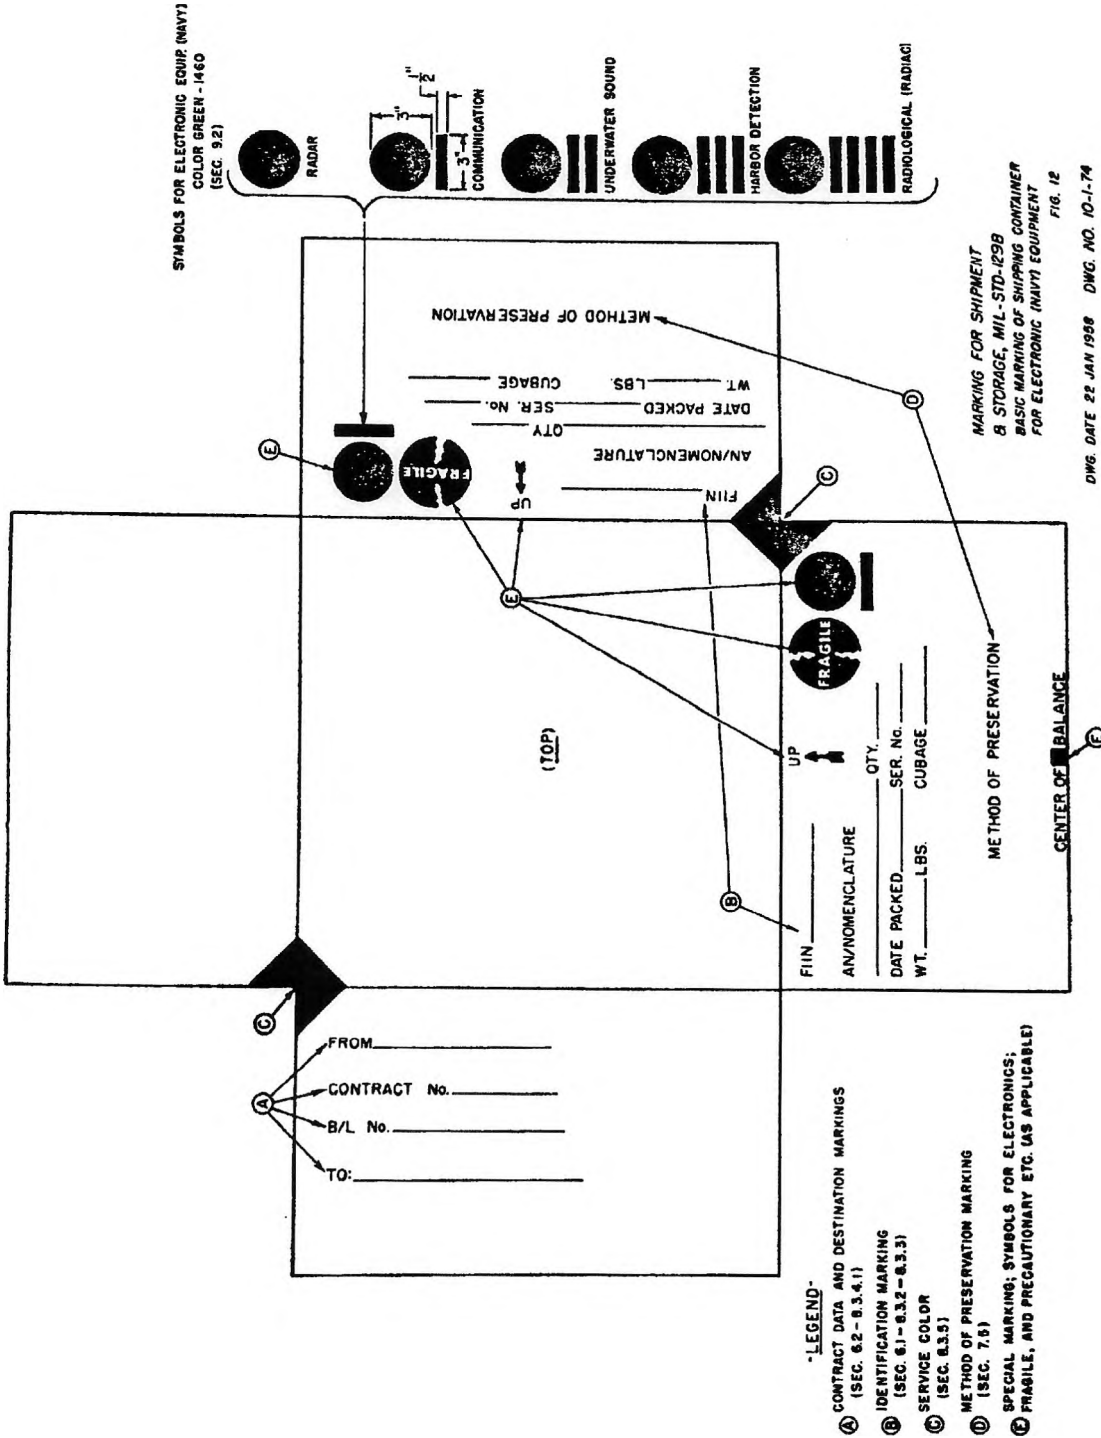 SYMBOLS FOR ELECTRONIC EQUIP. (NAVY)
COLOR GREEN - 1460
(SEC. 9.2)
RADAR
3"
1"
2
3"
COMMUNICATION
UNDERWATER SOUND
HARBOR DETECTION
RADIOLOGICAL (RADIAC)
E
FRAGILE
UP
FIIN
AN/NOMENCLATURE
QTY
DATE PACKED SER. No.
WT. LBS. CUBAGE
METHOD OF PRESERVATION
C
D
E
(TOP)
C
A
FROM
CONTRACT No.
B/L No.
TO:
B
FIIN
UP
FRAGILE
AN/NOMENCLATURE
QTY.
DATE PACKED SER. No.
WT. LBS. CUBAGE
METHOD OF PRESERVATION
CENTER OF BALANCE
-LEGEND-
A CONTRACT DATA AND DESTINATION MARKINGS
(SEC. 6.2 - 8.3.4.1)
B IDENTIFICATION MARKING
(SEC. 6.1 - 8.3.2 - 8.3.3)
C SERVICE COLOR
(SEC. 8.3.5)
D METHOD OF PRESERVATION MARKING
E SPECIAL MARKING; SYMBOLS FOR ELECTRONICS;
FRAGILE, AND PRECAUTIONARY ETC. (AS APPLICABLE)
MARKING FOR SHIPMENT
& STORAGE, MIL-STD-129B
BASIC MARKING OF SHIPPING CONTAINER
FOR ELECTRONIC (NAVY) EQUIPMENT
FIG. 12
DWG. DATE 22 JAN 1958 DWG. NO. 10-1-74